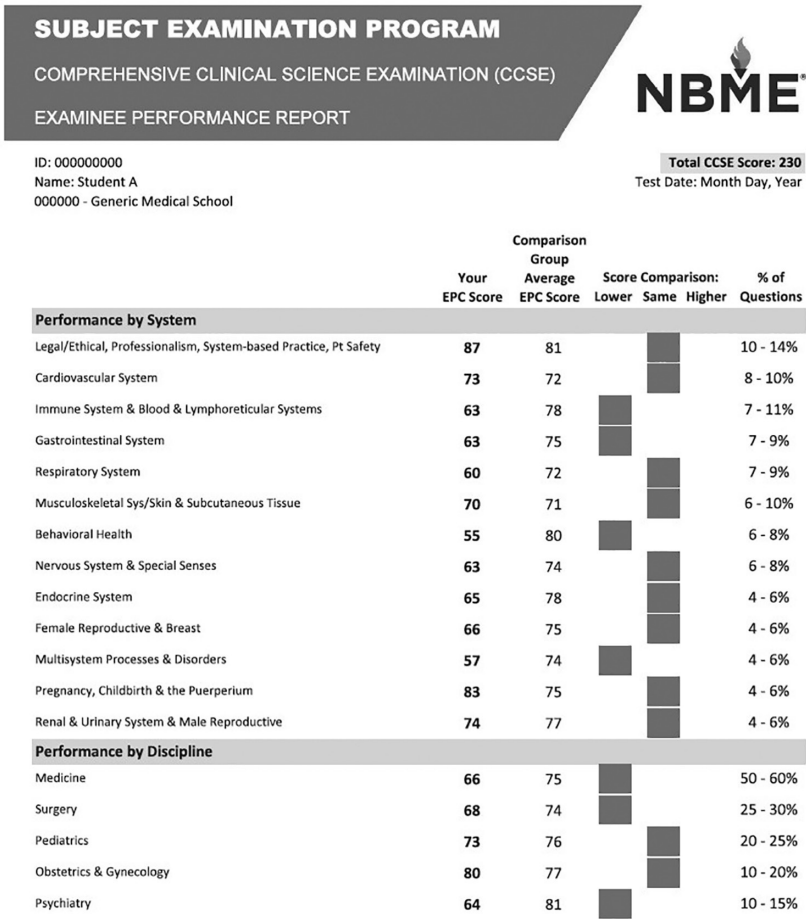 SUBJECT EXAMINATION PROGRAM
COMPREHENSIVE CLINICAL SCIENCE EXAMINATION (CCSE)
EXAMINEE PERFORMANCE REPORT
NBME®
ID: 000000000
Name: Student A
000000 - Generic Medical School
Total CCSE Score: 230
Test Date: Month Day, Year
Your EPC Score Comparison Group Average EPC Score Score Comparison: Lower Same Higher % of Questions
Performance by System
Legal/Ethical, Professionalism, System-based Practice, Pt Safety 87 81 10 - 14%
Cardiovascular System 73 72 8 - 10%
Immune System & Blood & Lymphoreticular Systems 63 78 7 - 11%
Gastrointestinal System 63 75 7 - 9%
Respiratory System 60 72 7 - 9%
Musculoskeletal Sys/Skin & Subcutaneous Tissue 70 71 6 - 10%
Behavioral Health 55 80 6 - 8%
Nervous System & Special Senses 63 74 6 - 8%
Endocrine System 65 78 4 - 6%
Female Reproductive & Breast 66 75 4 - 6%
Multisystem Processes & Disorders 57 74 4 - 6%
Pregnancy, Childbirth & the Puerperium 83 75 4 - 6%
Renal & Urinary System & Male Reproductive 74 77 4 - 6%
Performance by Discipline
Medicine 66 75 50 - 60%
Surgery 68 74 25 - 30%
Pediatrics 73 76 20 - 25%
Obstetrics & Gynecology 80 77 10 - 20%
Psychiatry 64 81 10 - 15%